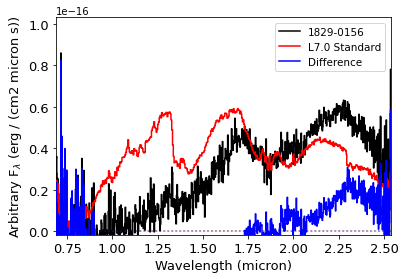 1e−16
1829-0156
L7.0 Standard
Difference
Arbitrary Fλ (erg / (cm2 micron s))
1.0
0.8
0.6
0.4
0.2
0.0
0.75 1.00 1.25 1.50 1.75 2.00 2.25 2.50
Wavelength (micron)